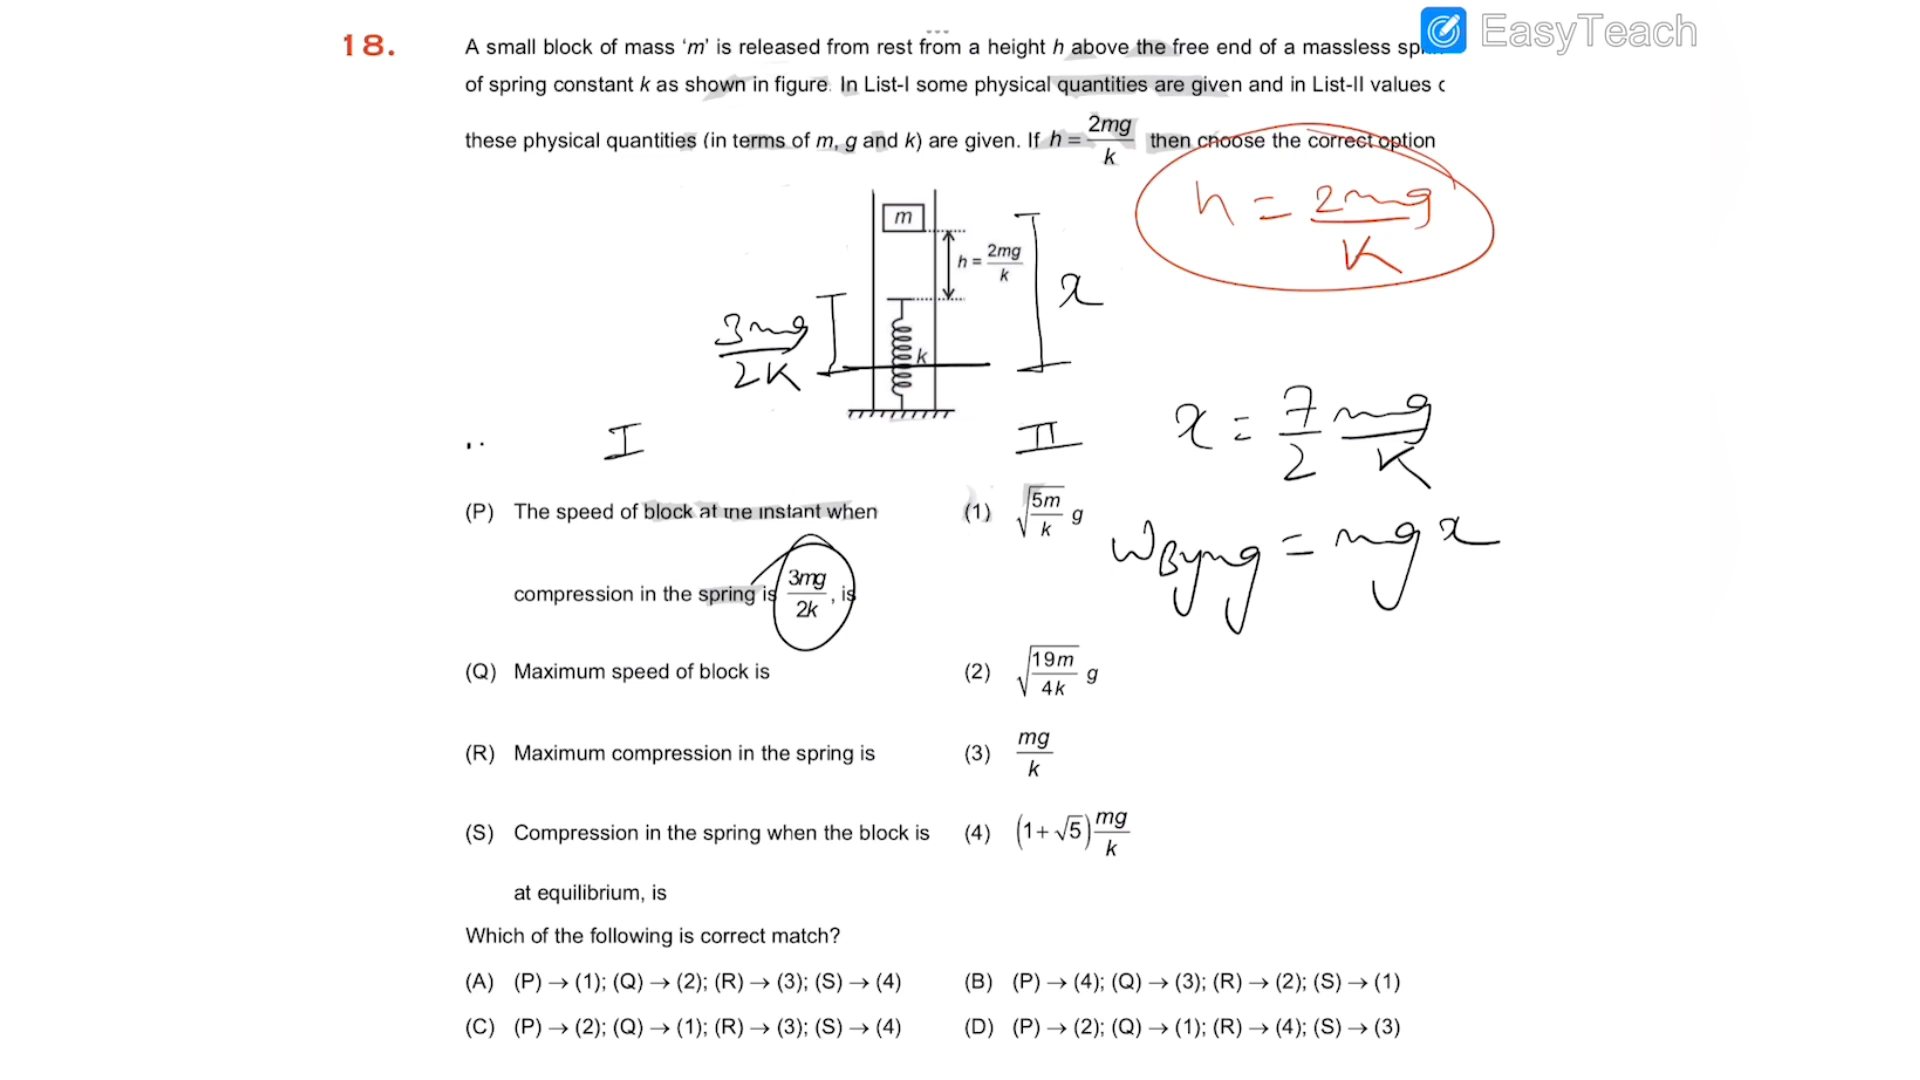 EasyTeach
18. A small block of mass ‘m’ is released from rest from a height h above the free end of a massless
of spring constant k as shown in figure. In List-I some physical quantities are given and in List-II values
these physical quantities (in terms of m, g and k) are given. If h = 2mg/k then choose the correct option
h = 2mg/K
m
h = 2mg/k
x
3mg/2K
k
x = 7/2 mg/K
I II
(P) The speed of block at the instant when (1) √(5m/k) g
compression in the spring is 3mg/2k, is
W By mg = mgx
(Q) Maximum speed of block is (2) √(19m/4k) g
(R) Maximum compression in the spring is (3) mg/k
(S) Compression in the spring when the block is (4) (1+√5) mg/k
at equilibrium, is
Which of the following is correct match?
(A) (P) → (1); (Q) → (2); (R) → (3); (S) → (4) (B) (P) → (4); (Q) → (3); (R) → (2); (S) → (1)
(C) (P) → (2); (Q) → (1); (R) → (3); (S) → (4) (D) (P) → (2); (Q) → (1); (R) → (4); (S) → (3)